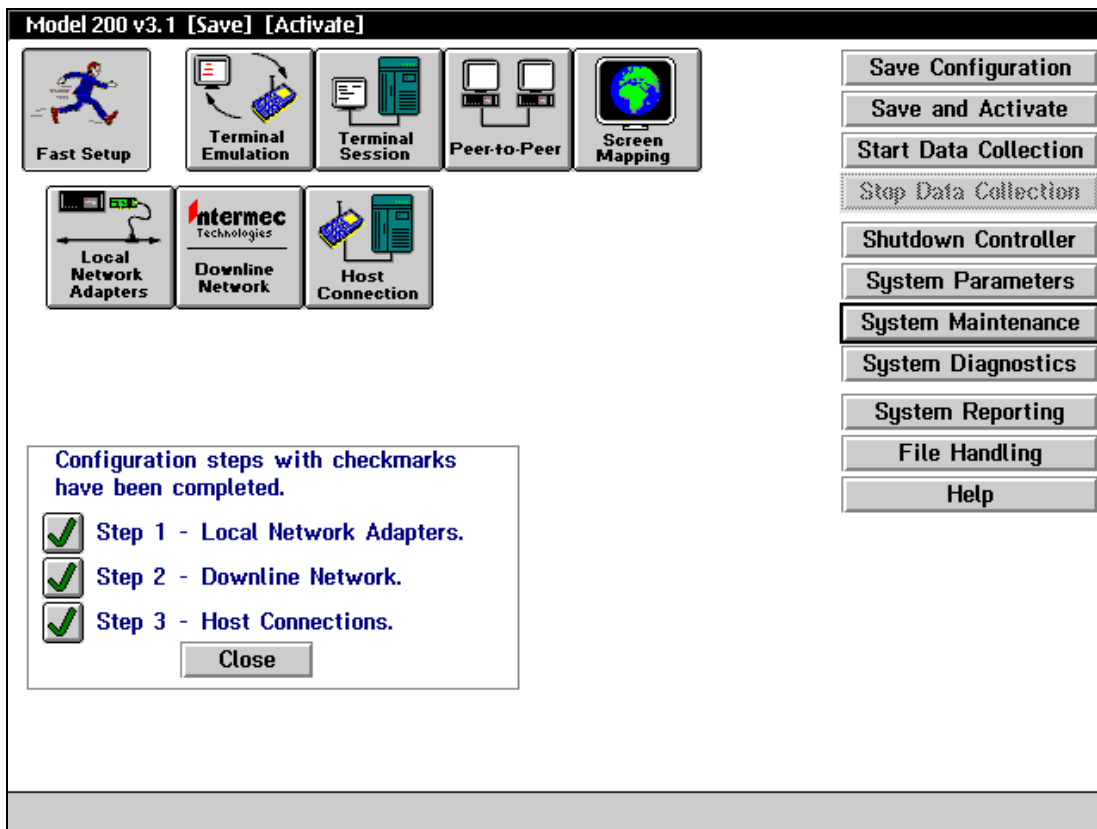 Model 200 v3.1 [Save] [Activate]
Fast Setup
Terminal
Emulation
Terminal
Session
Peer-to-Peer
Screen
Mapping
Local
Network
Adapters
Intermec
Technologies
Downline
Network
Host
Connection
Save Configuration
Save and Activate
Start Data Collection
Stop Data Collection
Shutdown Controller
System Parameters
System Maintenance
System Diagnostics
System Reporting
File Handling
Help
Configuration steps with checkmarks
have been completed.
Step 1 - Local Network Adapters.
Step 2 - Downline Network.
Step 3 - Host Connections.
Close